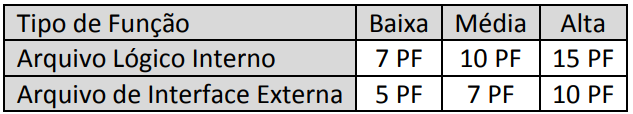 Tipo de Função Baixa Média Alta
Arquivo Lógico Interno 7 PF 10 PF 15 PF
Arquivo de Interface Externa 5 PF 7 PF 10 PF